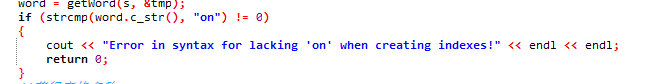 word = getWord(s, &tmp);
if (strcmp(word.c_str(), "on") != 0)
{
cout << "Error in syntax for lacking 'on' when creating indexes!" << endl << endl;
return 0;
}